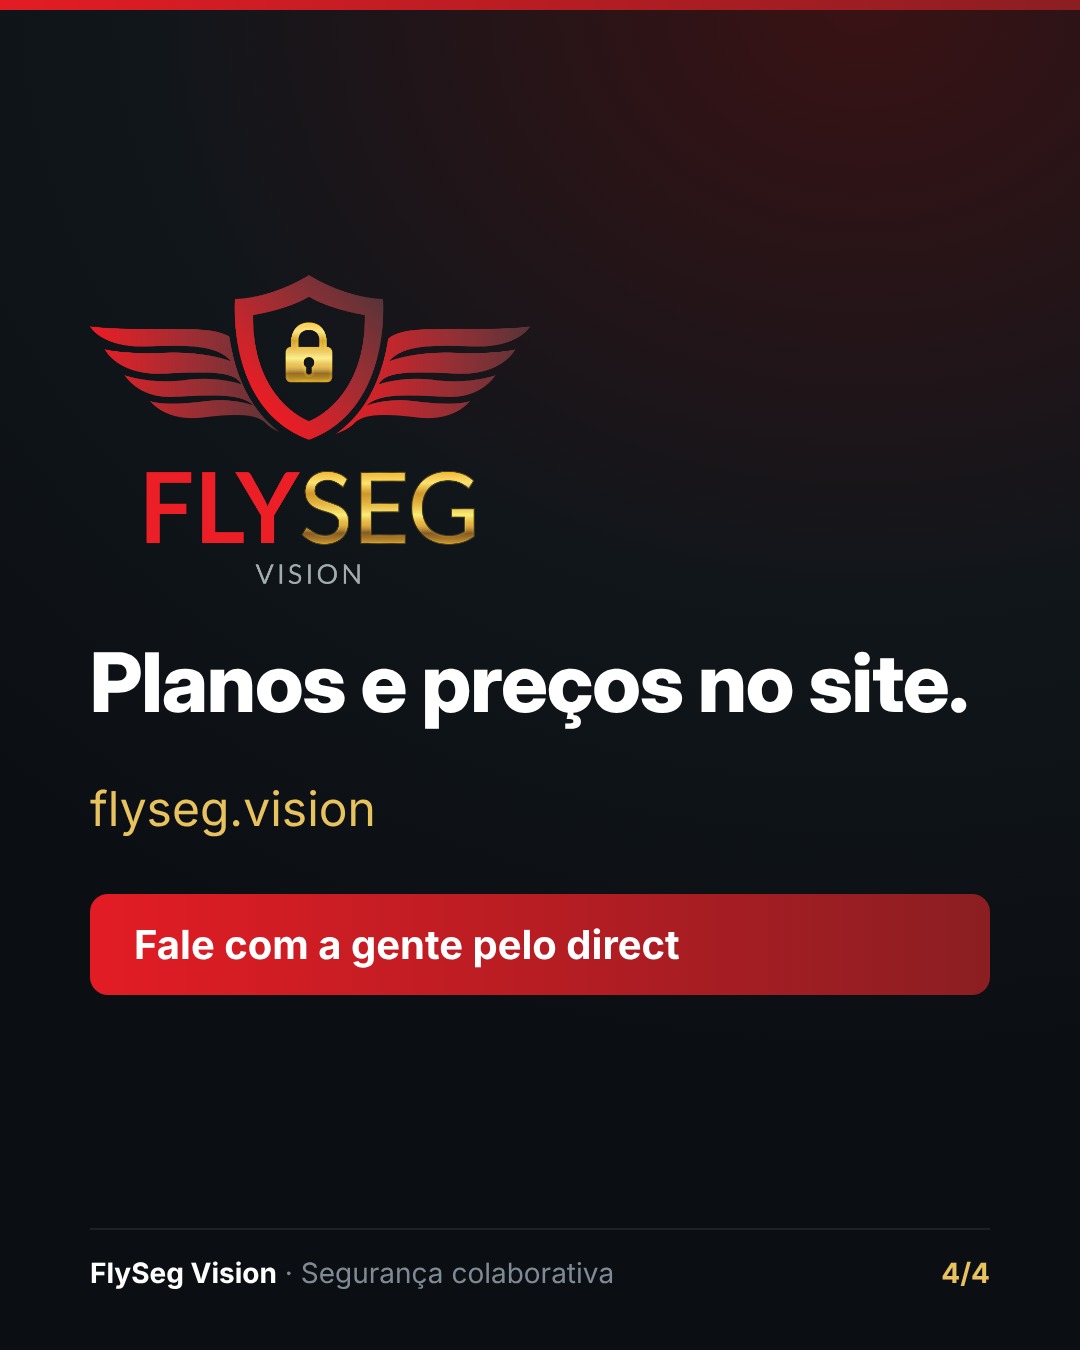 FLYSEG
VISION
Planos e preços no site.
flyseg.vision
Fale com a gente pelo direct
FlySeg Vision · Segurança colaborativa
4/4